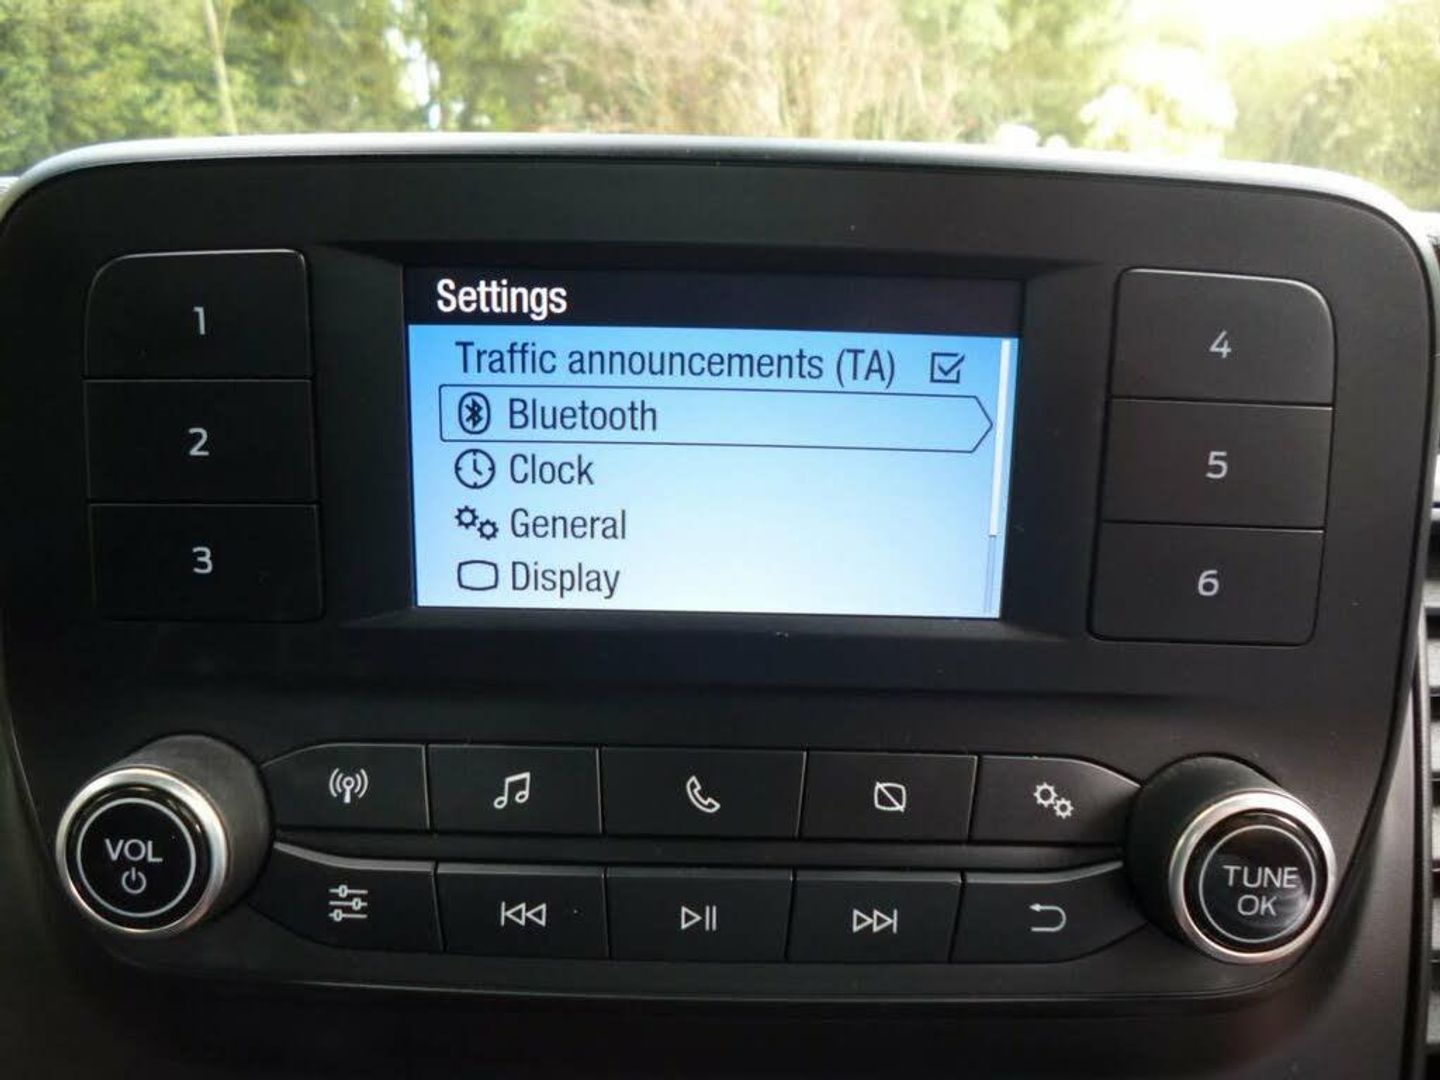 Settings
Traffic announcements (TA)
Bluetooth
Clock
General
Display
1
2
3
4
5
6
VOL
TUNE
OK